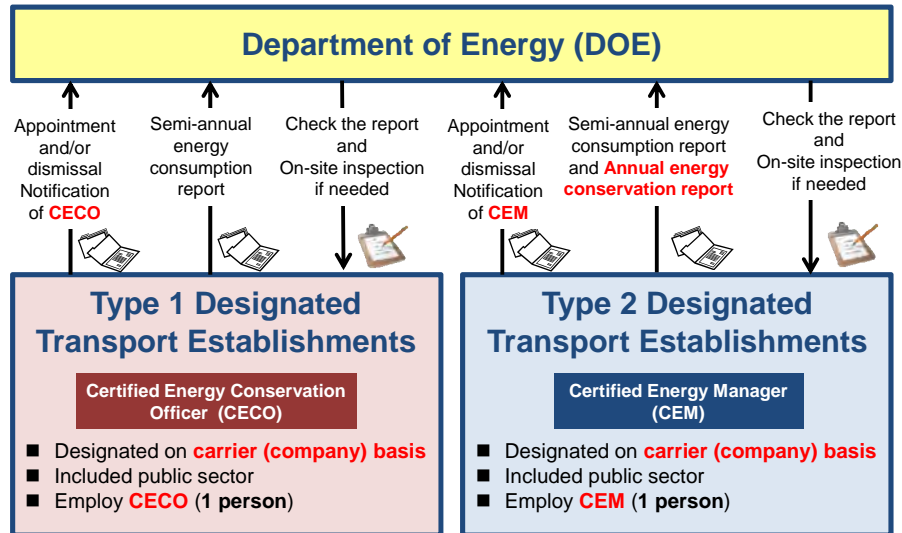 Department of Energy (DOE)
Appointment
and/or
dismissal
Notification
of CECO
Semi-annual
energy
consumption
report
Check the report
and
On-site inspection
if needed
Appointment
and/or
dismissal
Notification
of CEM
Semi-annual energy
consumption report
and Annual energy
conservation report
Check the report
and
On-site inspection
if needed
Type 1 Designated
Transport Establishments
Certified Energy Conservation
Officer (CECO)
■ Designated on carrier (company) basis
■ Included public sector
■ Employ CECO (1 person)
Type 2 Designated
Transport Establishments
Certified Energy Manager
(CEM)
■ Designated on carrier (company) basis
■ Included public sector
■ Employ CEM (1 person)